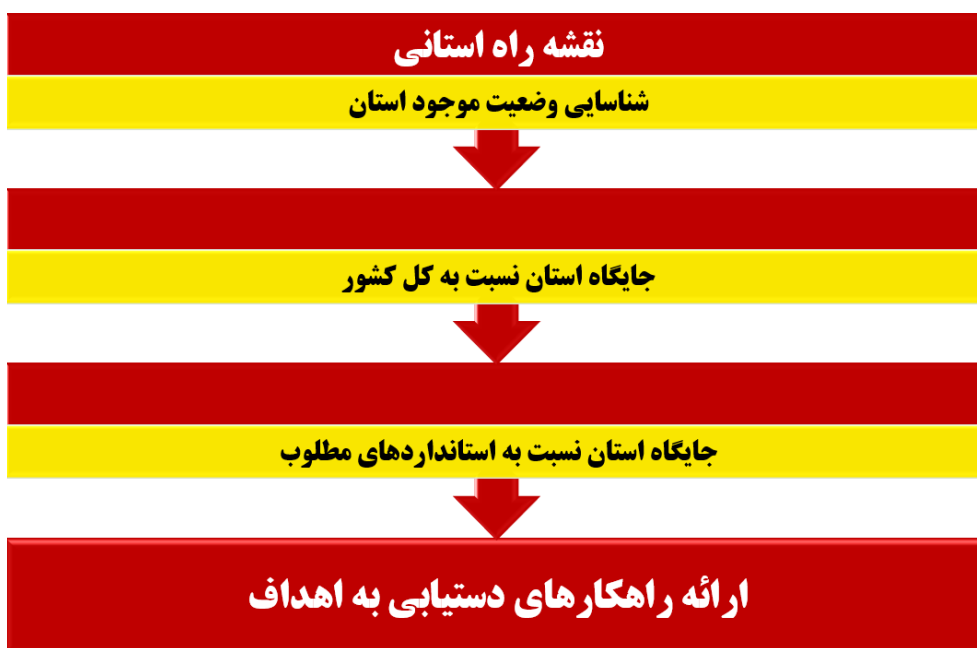 نقشه راه استانی
شناسایی وضعیت موجود استان
جایگاه استان نسبت به کل کشور
جایگاه استان نسبت به استانداردهای مطلوب
ارائه راهکارهای دستیابی به اهداف